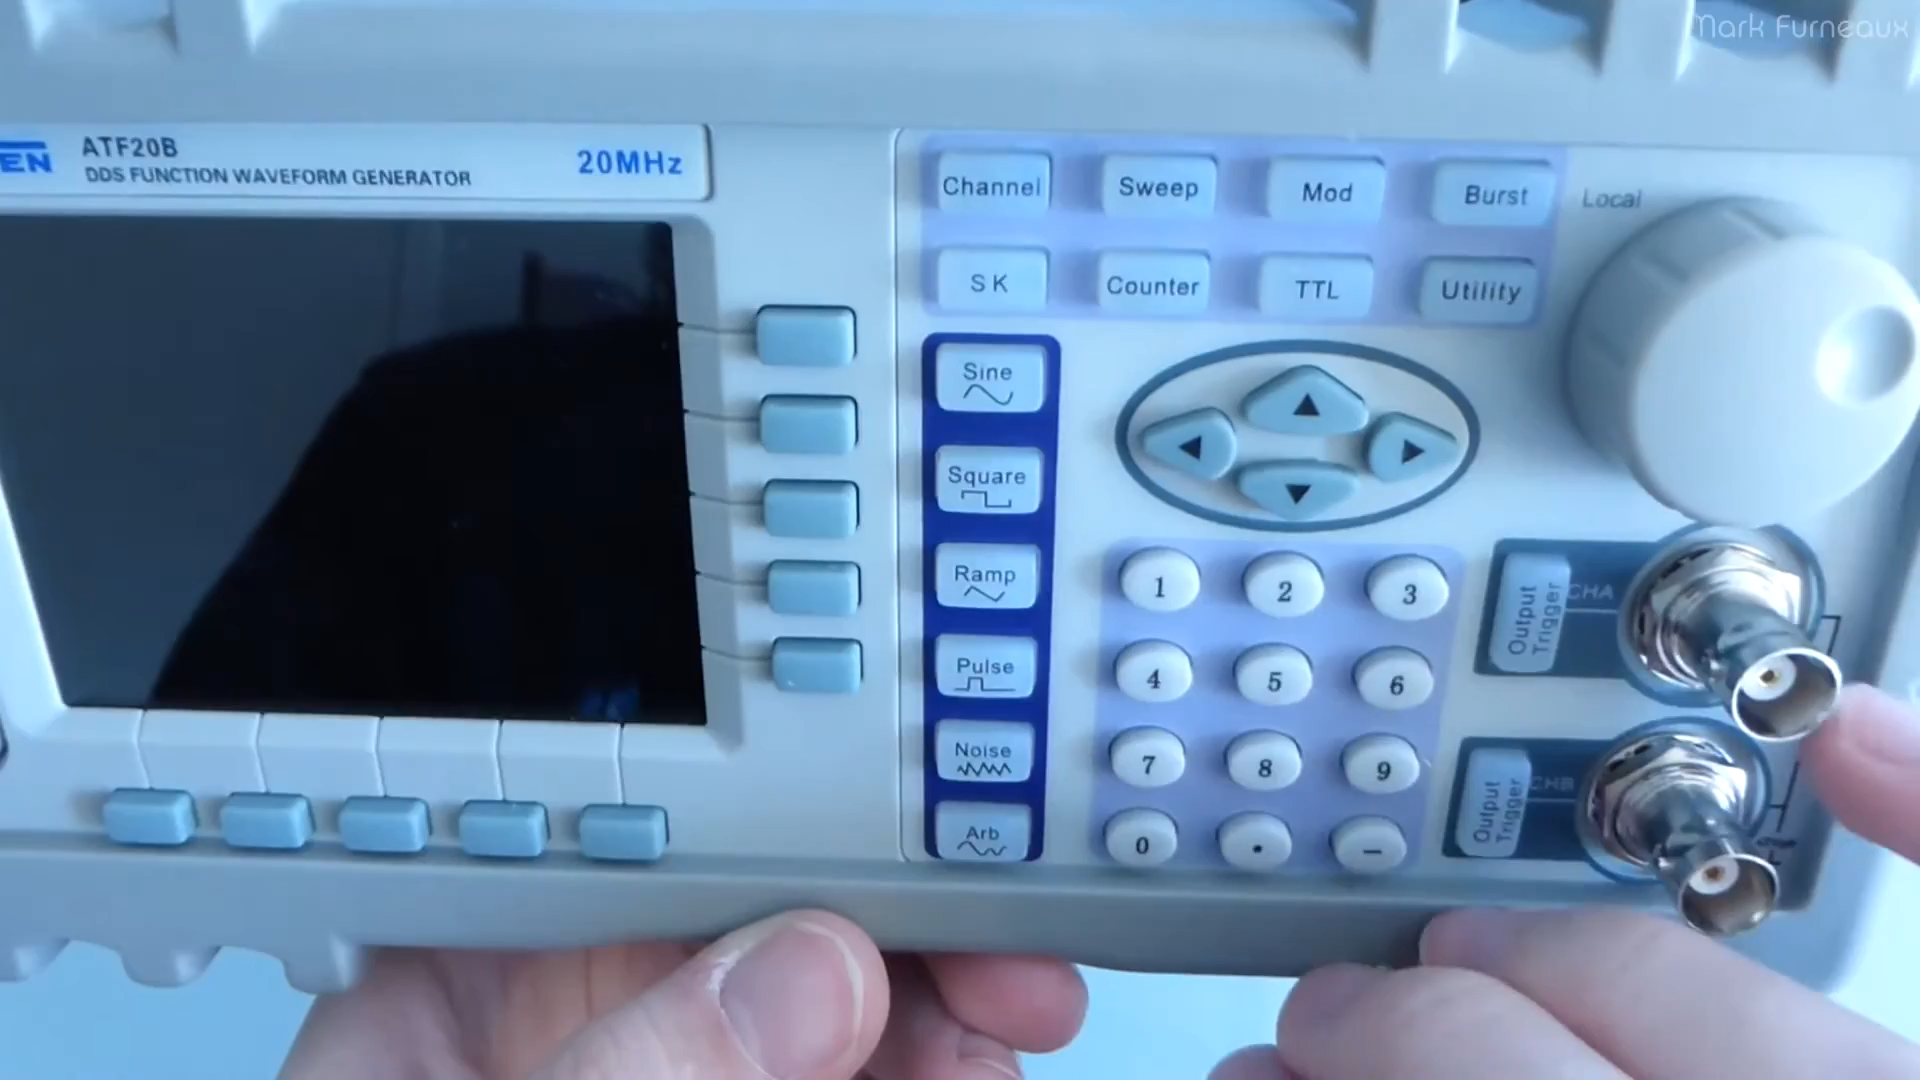 Mark Furneaux
EN
ATF20B
DDS FUNCTION WAVEFORM GENERATOR
20MHz
Channel
Sweep
Mod
Burst
Local
SK
Counter
TTL
Utility
Sine
Square
Ramp
Pulse
Noise
Arb
1
2
3
4
5
6
7
8
9
0
.
–
Output
Trigger
CHA
Output
Trigger
CHB